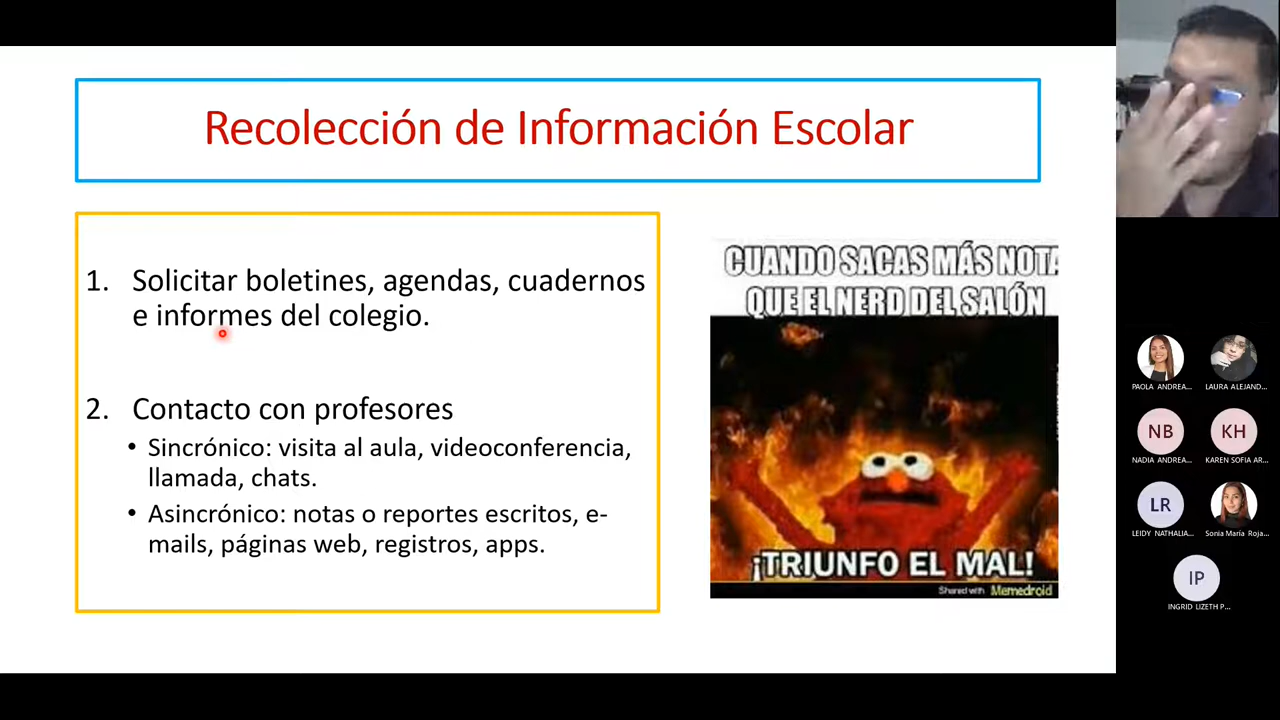 Recolección de Información Escolar
1. Solicitar boletines, agendas, cuadernos
e informes del colegio.
2. Contacto con profesores
• Sincrónico: visita al aula, videoconferencia,
llamada, chats.
• Asincrónico: notas o reportes escritos, e-
mails, páginas web, registros, apps.
CUANDO SACAS MÁS NOTA
QUE EL NERD DEL SALÓN
¡TRIUNFO EL MAL!
Shared with Memedroid
PAOLA ANDREA...
LAURA ALEJAND...
NB
KH
NADIA ANDREA...
KAREN SOFIA AR...
LR
LEIDY NATHALIA...
Sonia María Roja...
IP
INGRID LIZETH P...